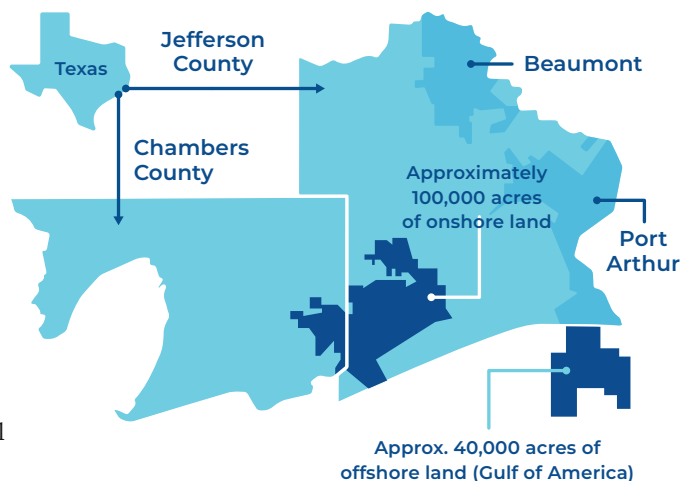 Texas
Jefferson
County
Beaumont
Chambers
County
Approximately
100,000 acres
of onshore land
Port
Arthur
Approx. 40,000 acres of
offshore land (Gulf of America)